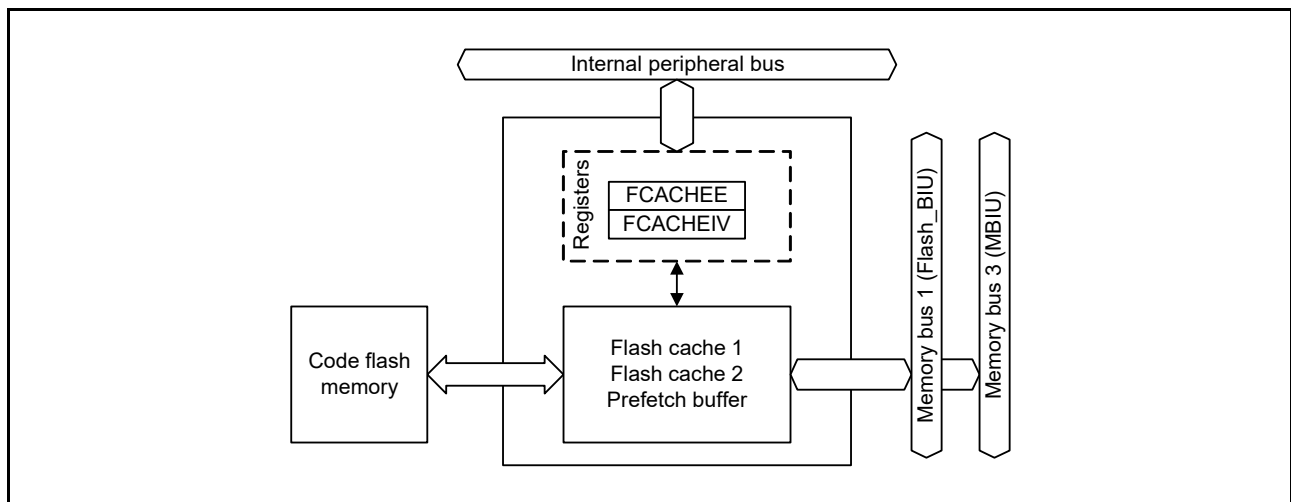 Internal peripheral bus
Registers
FCACHEE
FCACHEIV
Code flash
memory
Flash cache 1
Flash cache 2
Prefetch buffer
Memory bus 1 (Flash_BIU)
Memory bus 3 (MBIU)